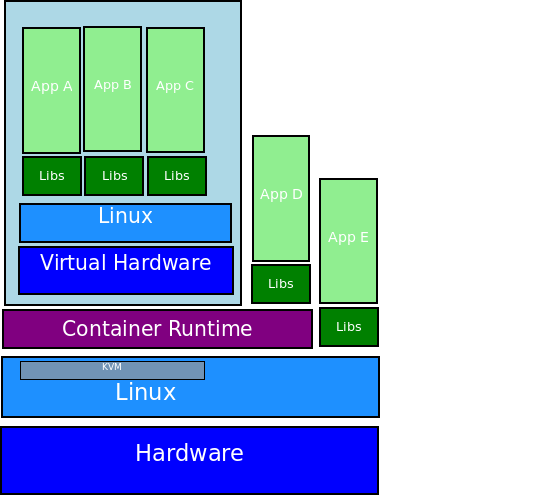 App A
App B
App C
Libs
Libs
Libs
Linux
Virtual Hardware
App D
Libs
App E
Libs
Container Runtime
KVM
Linux
Hardware